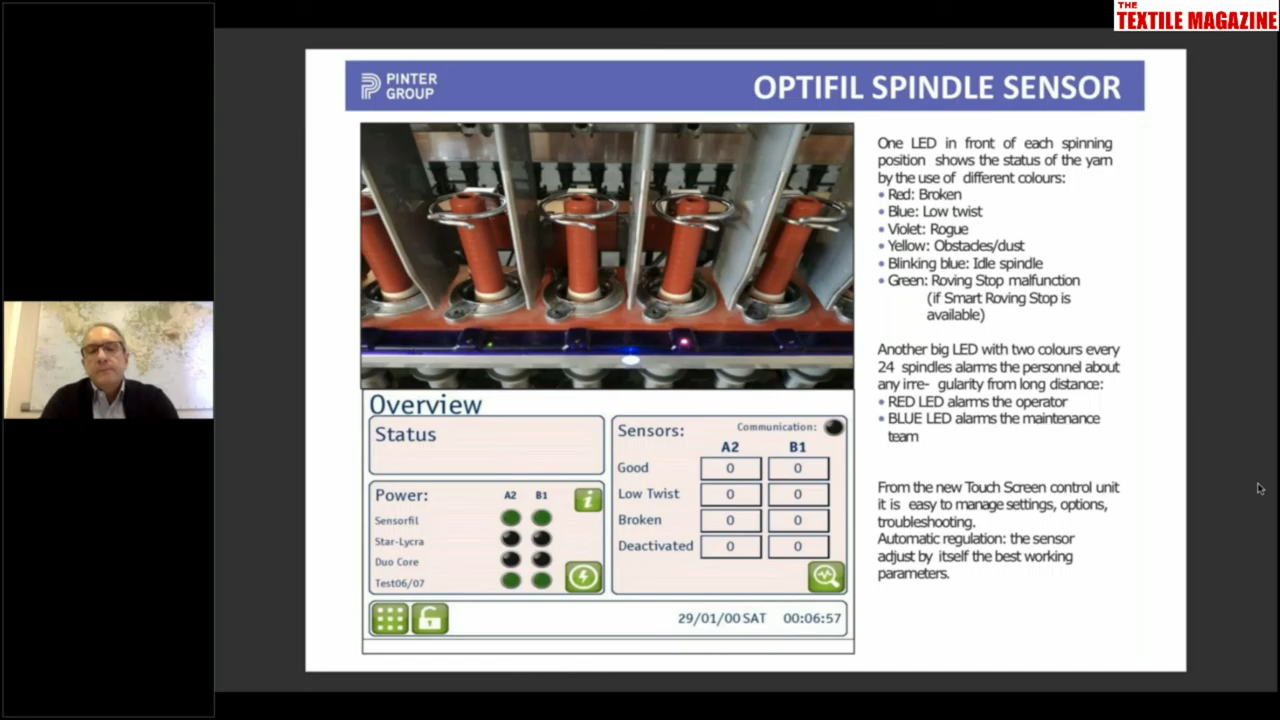 THE
TEXTILE MAGAZINE
PINTER
GROUP
OPTIFIL SPINDLE SENSOR
One LED in front of each spinning
position shows the status of the yarn
by the use of different colours:
• Red: Broken
• Blue: Low twist
• Violet: Rogue
• Yellow: Obstacles/dust
• Blinking blue: Idle spindle
• Green: Roving Stop malfunction
(if Smart Roving Stop is
available)
Another big LED with two colours every
24 spindles alarms the personnel about
any irre- gularity from long distance:
• RED LED alarms the operator
• BLUE LED alarms the maintenance
team
From the new Touch Screen control unit
it is easy to manage settings, options,
troubleshooting.
Automatic regulation: the sensor
adjust by itself the best working
parameters.
Overview
Status
Power: A2 B1
i
Sensorfil
Star-Lycra
Duo Core
Test06/07
Sensors: Communication:
A2 B1
Good 0 0
Low Twist 0 0
Broken 0 0
Deactivated 0 0
29/01/00 SAT 00:06:57